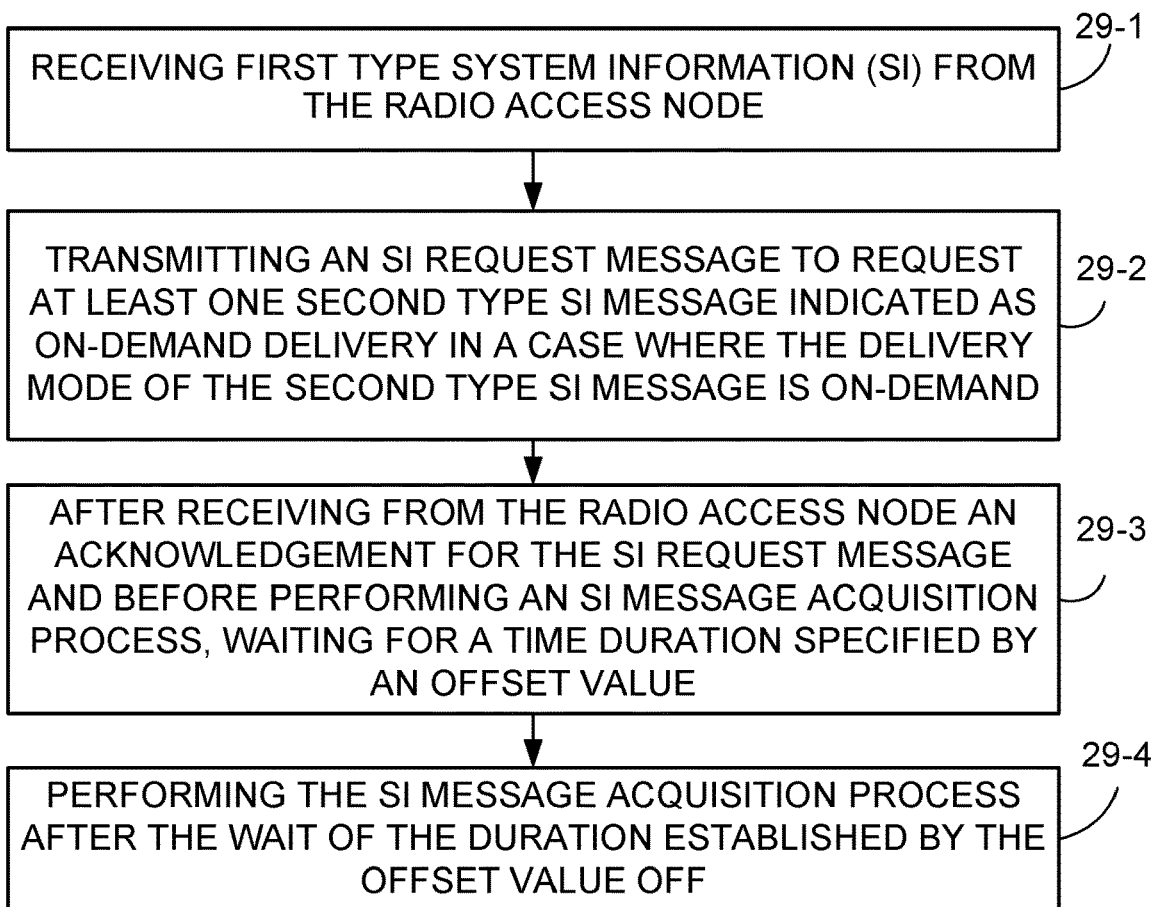 29-1
RECEIVING FIRST TYPE SYSTEM INFORMATION (SI) FROM
THE RADIO ACCESS NODE
29-2
TRANSMITTING AN SI REQUEST MESSAGE TO REQUEST
AT LEAST ONE SECOND TYPE SI MESSAGE INDICATED AS
ON-DEMAND DELIVERY IN A CASE WHERE THE DELIVERY
MODE OF THE SECOND TYPE SI MESSAGE IS ON-DEMAND
29-3
AFTER RECEIVING FROM THE RADIO ACCESS NODE AN
ACKNOWLEDGEMENT FOR THE SI REQUEST MESSAGE
AND BEFORE PERFORMING AN SI MESSAGE ACQUISITION
PROCESS, WAITING FOR A TIME DURATION SPECIFIED BY
AN OFFSET VALUE
29-4
PERFORMING THE SI MESSAGE ACQUISITION PROCESS
AFTER THE WAIT OF THE DURATION ESTABLISHED BY THE
OFFSET VALUE OFF